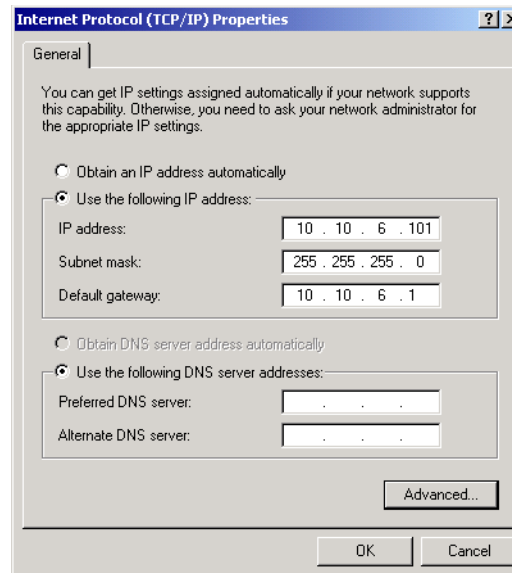 Internet Protocol (TCP/IP) Properties
General
You can get IP settings assigned automatically if your network supports
this capability. Otherwise, you need to ask your network administrator for
the appropriate IP settings.
Obtain an IP address automatically
Use the following IP address:
IP address: 10 . 10 . 6 . 101
Subnet mask: 255 . 255 . 255 . 0
Default gateway: 10 . 10 . 6 . 1
Obtain DNS server address automatically
Use the following DNS server addresses:
Preferred DNS server: . . .
Alternate DNS server: . . .
Advanced...
OK Cancel